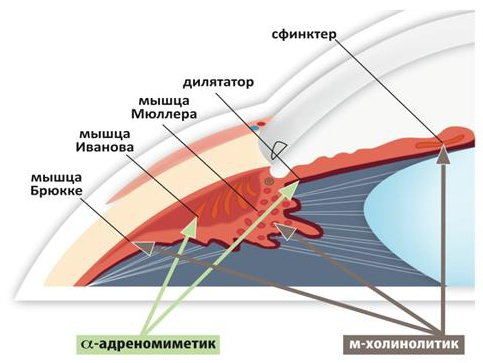 сфинктер
дилятатор
мышца
Мюллера
мышца
Иванова
мышца
Брюкке
α-адреномиметик
м-холинолитик